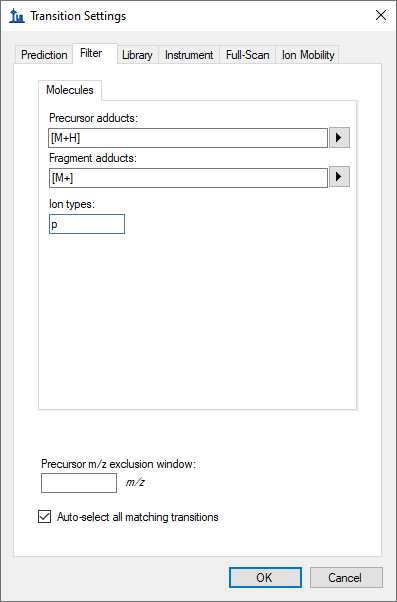 Transition Settings
Prediction Filter Library Instrument Full-Scan Ion Mobility
Molecules
Precursor adducts:
[M+H]
Fragment adducts:
[M+]
Ion types:
p
Precursor m/z exclusion window:
m/z
Auto-select all matching transitions
OK Cancel